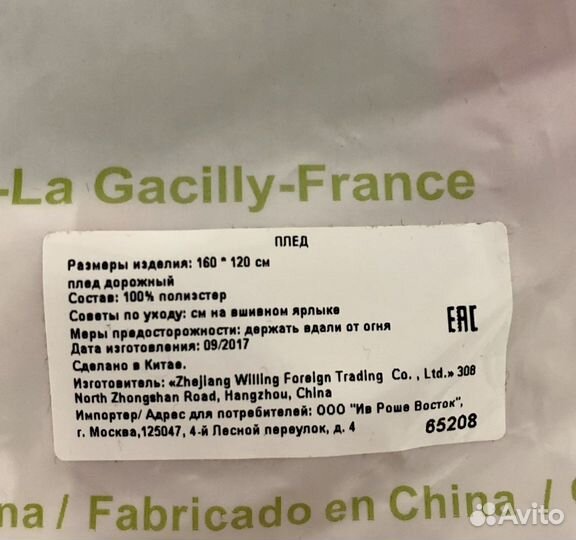 -La Gacilly-France
ПЛЕД
Размеры изделия: 160 * 120 см
плед дорожный
Состав: 100% полиэстер
Советы по уходу: см на вшивном ярлыке
Меры предосторожности: держать вдали от огня
Дата изготовления: 09/2017
EAC
Сделано в Китае.
Изготовитель: «Zhejiang Willing Foreign Trading Co. , Ltd.» 308
North Zhongshan Road, Hangzhou, China
Импортер/ Адрес для потребителей: ООО "Ив Роше Восток",
г. Москва,125047, 4-й Лесной переулок, д. 4
65208
na / Fabricado en China /
Avito